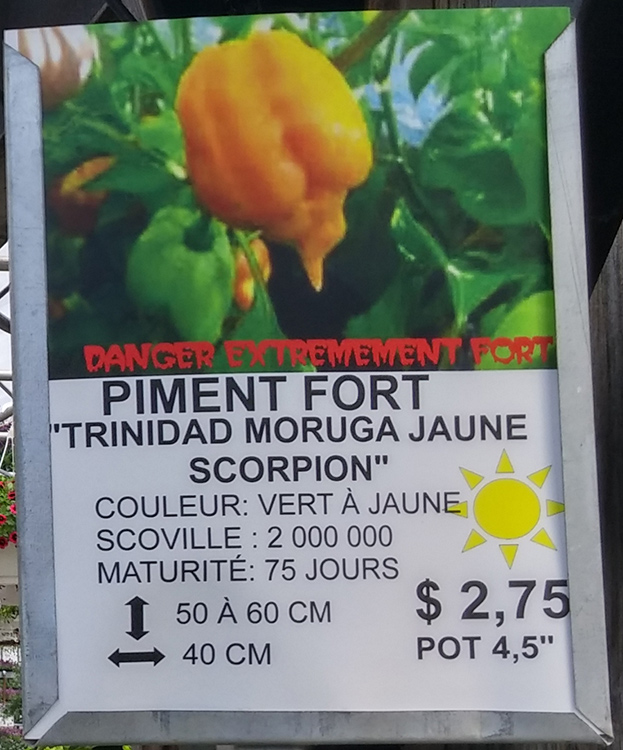 DANGER EXTREMEMENT FORT
PIMENT FORT
"TRINIDAD MORUGA JAUNE
SCORPION"
COULEUR: VERT À JAUNE
SCOVILLE : 2 000 000
MATURITÉ: 75 JOURS
50 À 60 CM
40 CM
$ 2,75
POT 4,5"